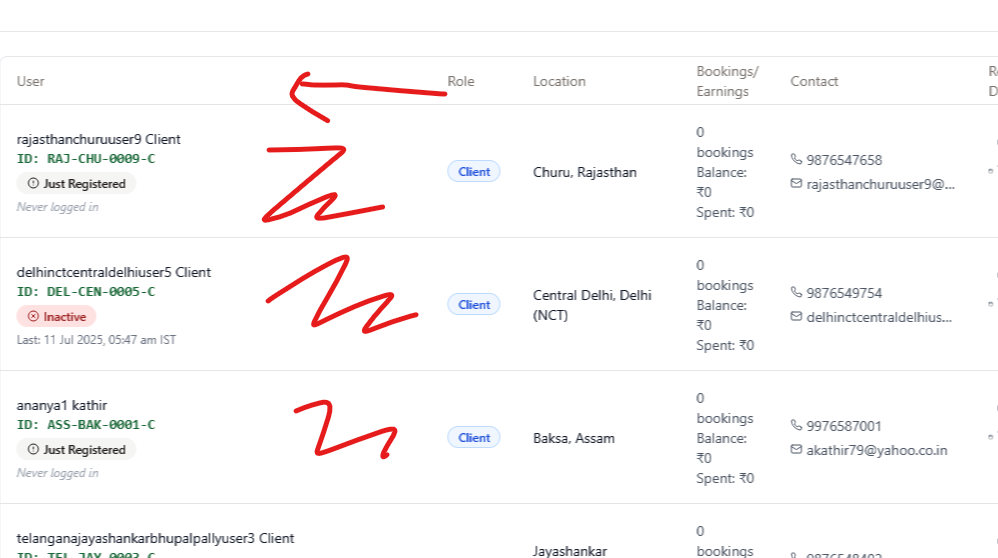 User
Role
Location
Bookings/
Earnings
Contact
rajasthanchuruuser9 Client
ID: RAJ-CHU-0009-C
Just Registered
Never logged in
Client
Churu, Rajasthan
0
bookings
Balance:
₹0
Spent: ₹0
9876547658
rajasthanchuruuser9@...
delhinctcentraldelhiuser5 Client
ID: DEL-CEN-0005-C
Inactive
Last: 11 Jul 2025, 05:47 am IST
Client
Central Delhi, Delhi
(NCT)
0
bookings
Balance:
₹0
Spent: ₹0
9876549754
delhinctcentraldelhius...
ananya1 kathir
ID: ASS-BAK-0001-C
Just Registered
Never logged in
Client
Baksa, Assam
0
bookings
Balance:
₹0
Spent: ₹0
9976587001
akathir79@yahoo.co.in
telanganajayashankarbhupalpallyuser3 Client
ID: TEL-JAY-0003-C
Jayashankar
0
bookings